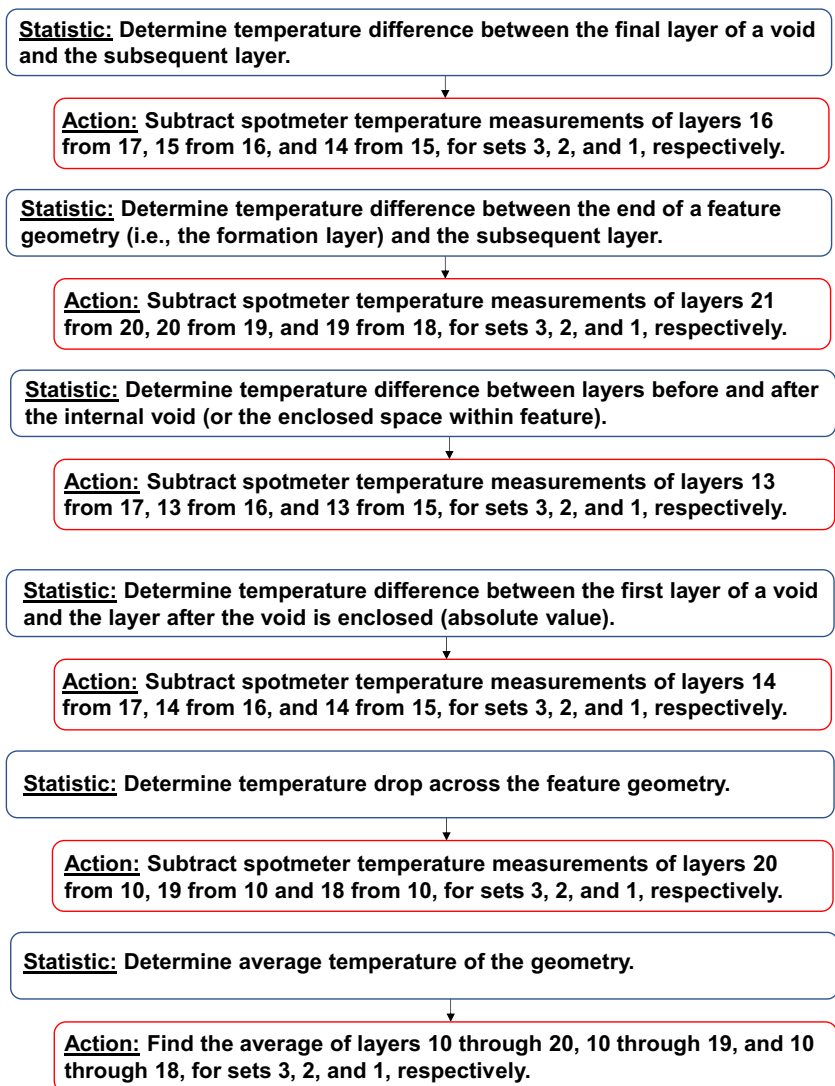 Statistic: Determine temperature difference between the final layer of a void
and the subsequent layer.
Action: Subtract spotmeter temperature measurements of layers 16
from 17, 15 from 16, and 14 from 15, for sets 3, 2, and 1, respectively.
Statistic: Determine temperature difference between the end of a feature
geometry (i.e., the formation layer) and the subsequent layer.
Action: Subtract spotmeter temperature measurements of layers 21
from 20, 20 from 19, and 19 from 18, for sets 3, 2, and 1, respectively.
Statistic: Determine temperature difference between layers before and after
the internal void (or the enclosed space within feature).
Action: Subtract spotmeter temperature measurements of layers 13
from 17, 13 from 16, and 13 from 15, for sets 3, 2, and 1, respectively.
Statistic: Determine temperature difference between the first layer of a void
and the layer after the void is enclosed (absolute value).
Action: Subtract spotmeter temperature measurements of layers 14
from 17, 14 from 16, and 14 from 15, for sets 3, 2, and 1, respectively.
Statistic: Determine temperature drop across the feature geometry.
Action: Subtract spotmeter temperature measurements of layers 20
from 10, 19 from 10 and 18 from 10, for sets 3, 2, and 1, respectively.
Statistic: Determine average temperature of the geometry.
Action: Find the average of layers 10 through 20, 10 through 19, and 10
through 18, for sets 3, 2, and 1, respectively.